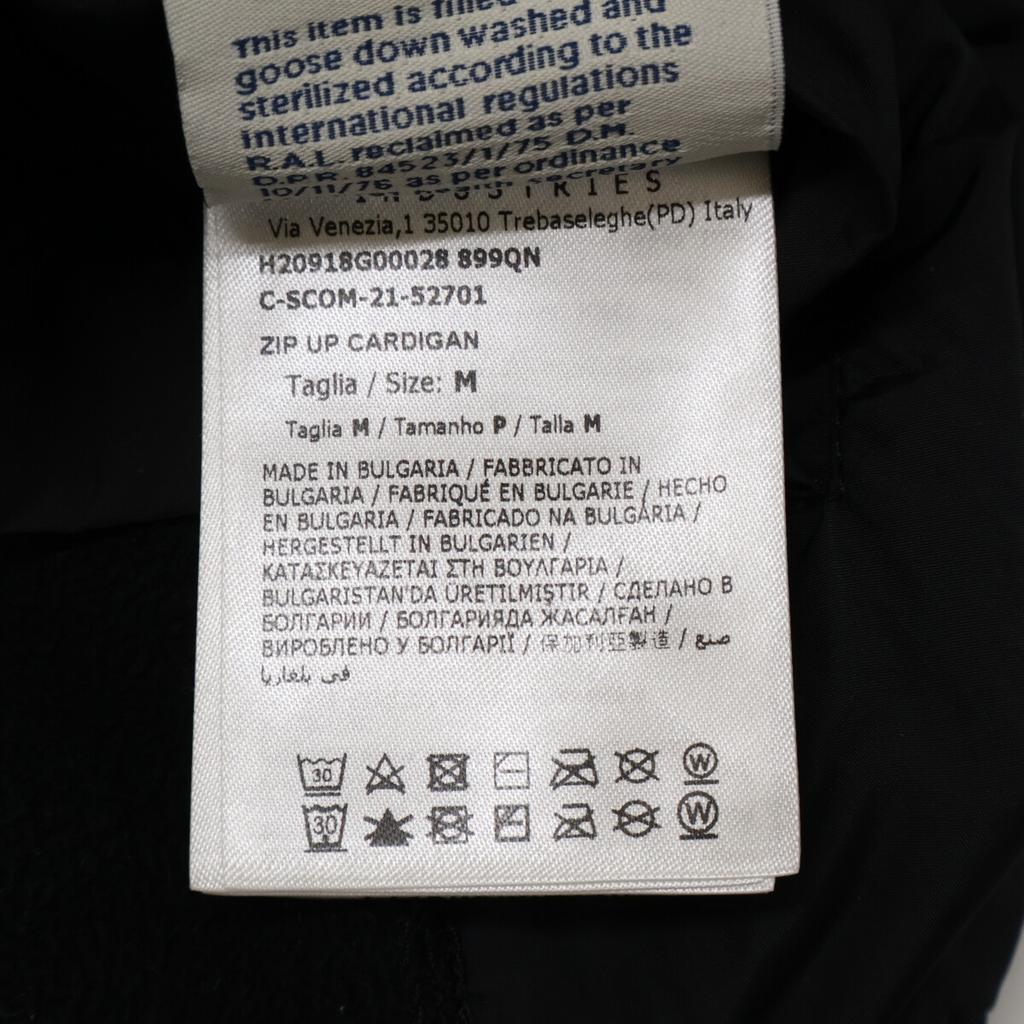 This item is filled
goose down washed and
sterilized according to the
international regulations
R.A.L. reclaimed as per
D.P.R. 84523/1/75 D.M.
10/11/76 as per ordinance
Via Venezia,1 35010 Trebaseleghe(PD) Italy
H20918G00028 899QN
C-SCOM-21-52701
ZIP UP CARDIGAN
Taglia / Size: M
Taglia M / Tamanho P / Talla M
MADE IN BULGARIA / FABBRICATO IN
BULGARIA / FABRIQUÉ EN BULGARIE / HECHO
EN BULGARIA / FABRICADO NA BULGÁRIA /
HERGESTELLT IN BULGARIEN /
ΚΑΤΑΣΚΕΥΑΖΕΤΑΙ ΣΤΗ ΒΟΥΛΓΑΡΙΑ /
BULGARISTAN'DA ÜRETILMIŞTIR / СДЕЛАНО В
БОЛГАРИИ / БОЛГАРИЯДА ЖАСАЛҒАН /
ВИРОБЛЕНО У БОЛГАРІЇ / 保加利亞製造 / صنع
في بلغاريا
30 W
30 W